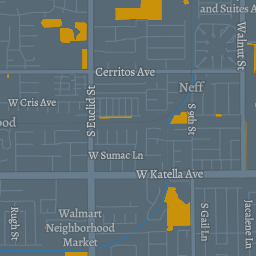 and Suites A
Walnut St
Cerritos Ave
Neff
W Cris Ave
S Euclid St
S 9th St
ood
W Sumac Ln
W Katella Ave
Rugh St
Walmart
Neighborhood
Market
S Gail Ln
Jacalene Ln